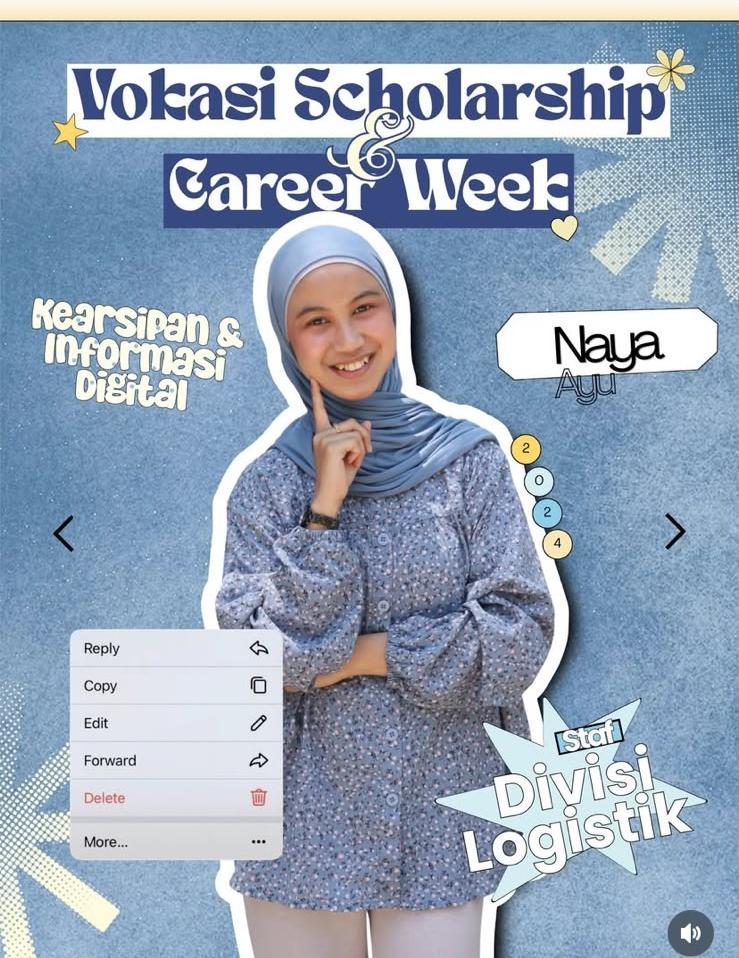 Vokasi Scholarship
&
Career Week
Kearsipan &
Informasi
Digital
Naya
Ayu
2
0
2
4
Reply
Copy
Edit
Forward
Delete
More...
Staf
Divisi
Logistik